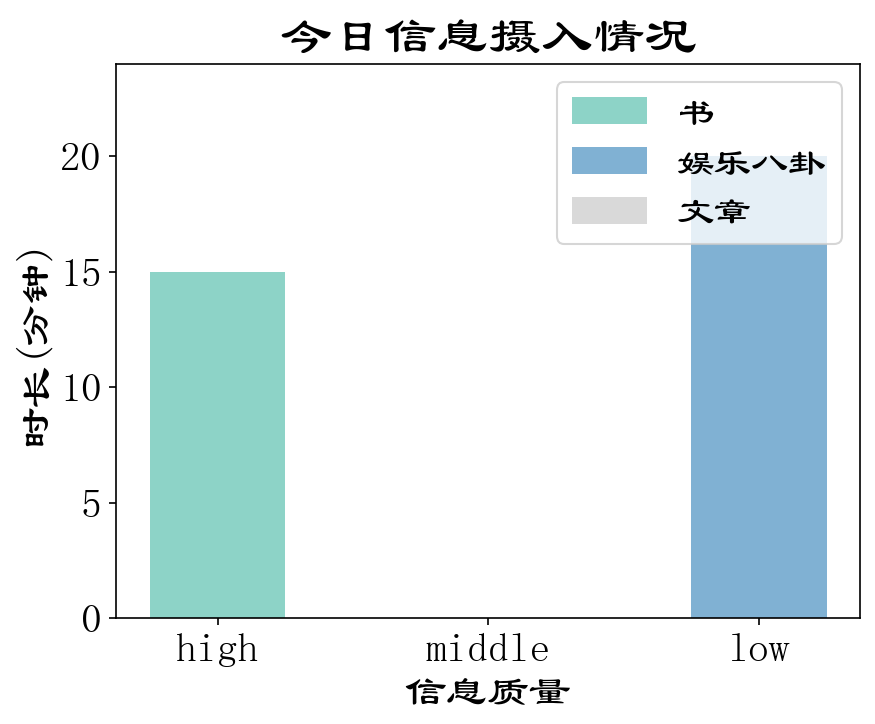 今日信息摄入情况
书
娱乐八卦
文章
时长(分钟)
20
15
10
5
0
high
middle
low
信息质量